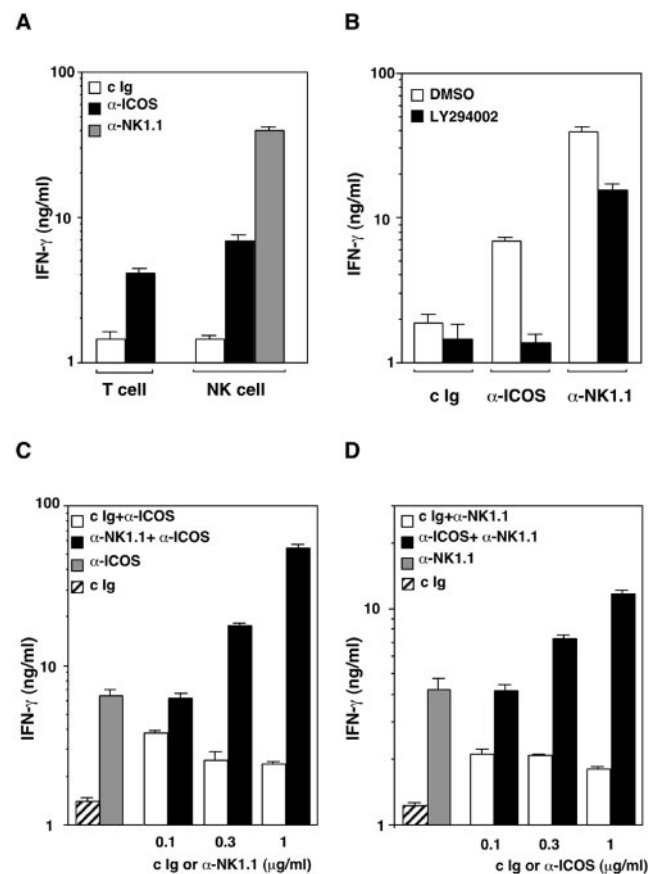 A
100
10
1
IFN-γ (ng/ml)
c Ig
α-ICOS
α-NK1.1
T cell NK cell
B
100
10
1
IFN-γ (ng/ml)
DMSO
LY294002
c Ig α-ICOS α-NK1.1
C
100
10
1
IFN-γ (ng/ml)
c Ig+α-ICOS
α-NK1.1+ α-ICOS
α-ICOS
c Ig
0.1 0.3 1
c Ig or α-NK1.1 (μg/ml)
D
10
1
IFN-γ (ng/ml)
c Ig+α-NK1.1
α-ICOS+ α-NK1.1
α-NK1.1
c Ig
0.1 0.3 1
c Ig or α-ICOS (μg/ml)